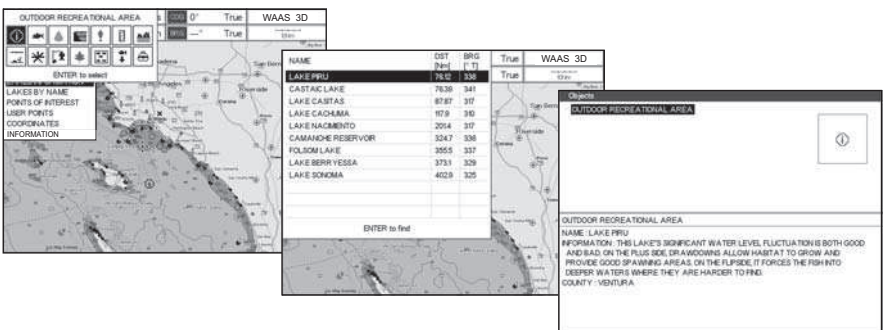 OUTDOOR RECREATIONAL AREA
ENTER to select
LAKES BY NAME
POINTS OF INTEREST
USER POINTS
COORDINATES
INFORMATION
COG 0° True WAAS 3D
BRG True
NAME DST [Nm] BRG [° T]
LAKE PIRU 76.12 338
CASTAIC LAKE 76.38 341
LAKE CASITAS 87.87 317
LAKE CACHUMA 117.9 310
LAKE NACIMIENTO 201.4 317
CAMANCHE RESERVOIR 324.7 336
FOLSOM LAKE 355.5 337
LAKE BERRYESSA 373.1 329
LAKE SONOMA 402.9 325
ENTER to find
True WAAS 3D
True
Riverside
Objects
OUTDOOR RECREATIONAL AREA
OUTDOOR RECREATIONAL AREA
NAME : LAKE PIRU
INFORMATION : THIS LAKE'S SIGNIFICANT WATER LEVEL FLUCTUATION IS BOTH GOOD
AND BAD. ON THE PLUS SIDE, DRAWDOWNS ALLOW HABITAT TO GROW AND
PROVIDE GOOD SPAWNING AREAS. ON THE FLIPSIDE, IT FORCES THE FISH INTO
DEEPER WATERS WHERE THEY ARE HARDER TO FIND.
COUNTY : VENTURA